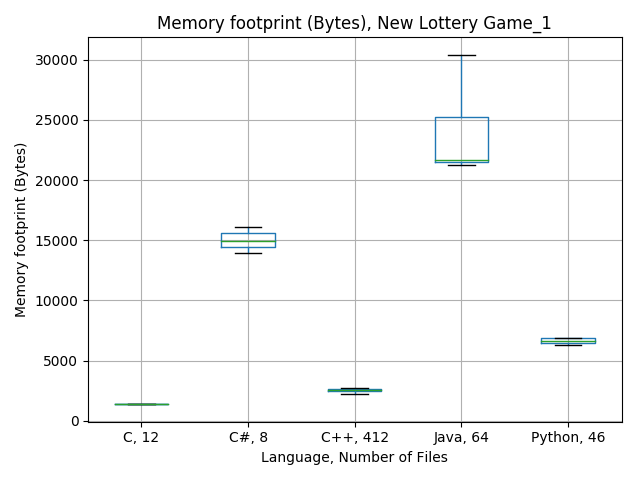 Memory footprint (Bytes), New Lottery Game_1
Memory footprint (Bytes)
30000
25000
20000
15000
10000
5000
0
C, 12
C#, 8
C++, 412
Java, 64
Python, 46
Language, Number of Files